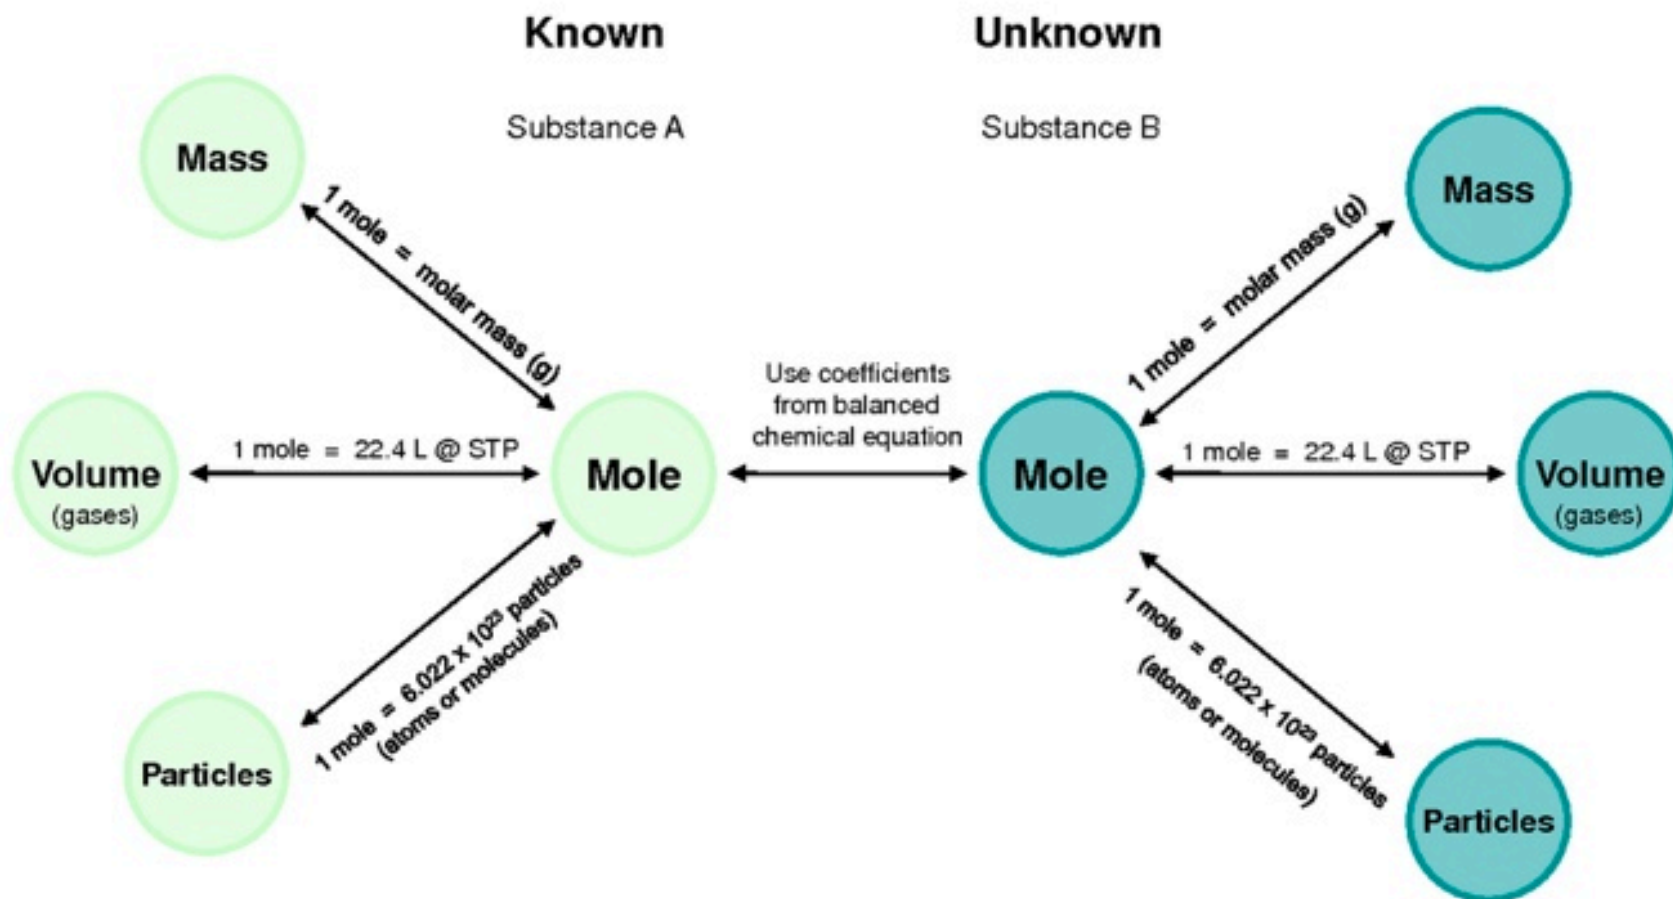 Known
Unknown
Substance A
Substance B
Mass
1 mole = molar mass (g)
Volume
(gases)
1 mole = 22.4 L @ STP
Mole
Particles
1 mole = 6.022 x 10²³ particles
(atoms or molecules)
Use coefficients
from balanced
chemical equation
Mole
1 mole = molar mass (g)
Mass
1 mole = 22.4 L @ STP
Volume
(gases)
1 mole = 6.022 x 10²³ particles
(atoms or molecules)
Particles